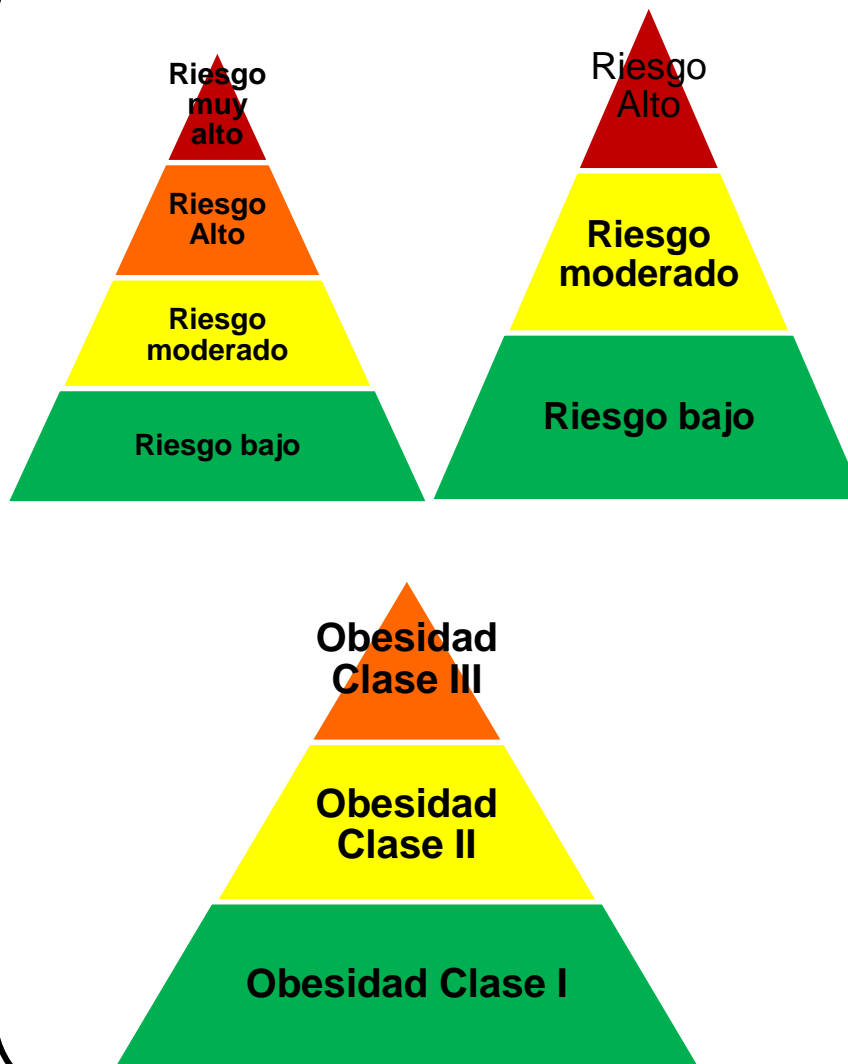 Riesgo
muy
alto
Riesgo
Alto
Riesgo
moderado
Riesgo bajo
Riesgo
Alto
Riesgo
moderado
Riesgo bajo
Obesidad
Clase III
Obesidad
Clase II
Obesidad Clase I